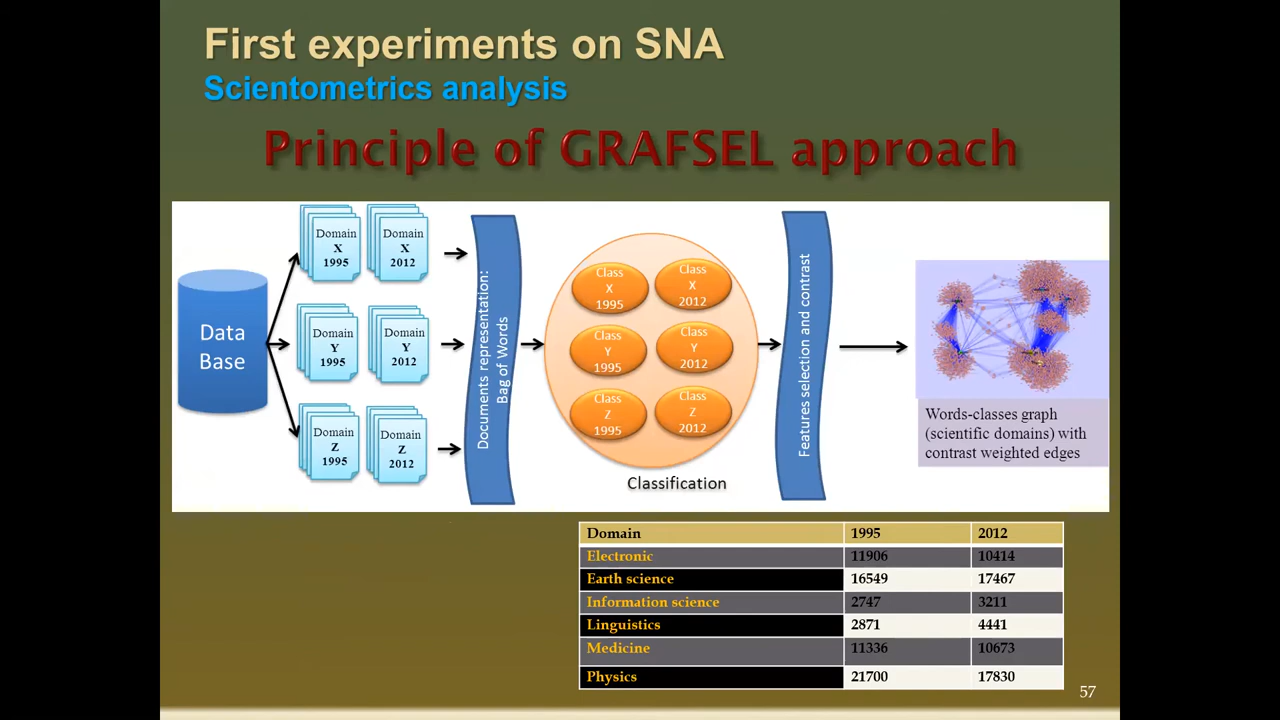 First experiments on SNA
Scientometrics analysis
Principle of GRAFSEL approach
Data
Base
Domain
X
1995
Domain
X
2012
Domain
Y
1995
Domain
Y
2012
Domain
Z
1995
Domain
Z
2012
Documents representation:
Bag of Words
Class
X
1995
Class
X
2012
Class
Y
1995
Class
Y
2012
Class
Z
1995
Class
Z
2012
Classification
Features selection and contrast
Words-classes graph
(scientific domains) with
contrast weighted edges
Domain 1995 2012
Electronic 11906 10414
Earth science 16549 17467
Information science 2747 3211
Linguistics 2871 4441
Medicine 11336 10673
Physics 21700 17830
57